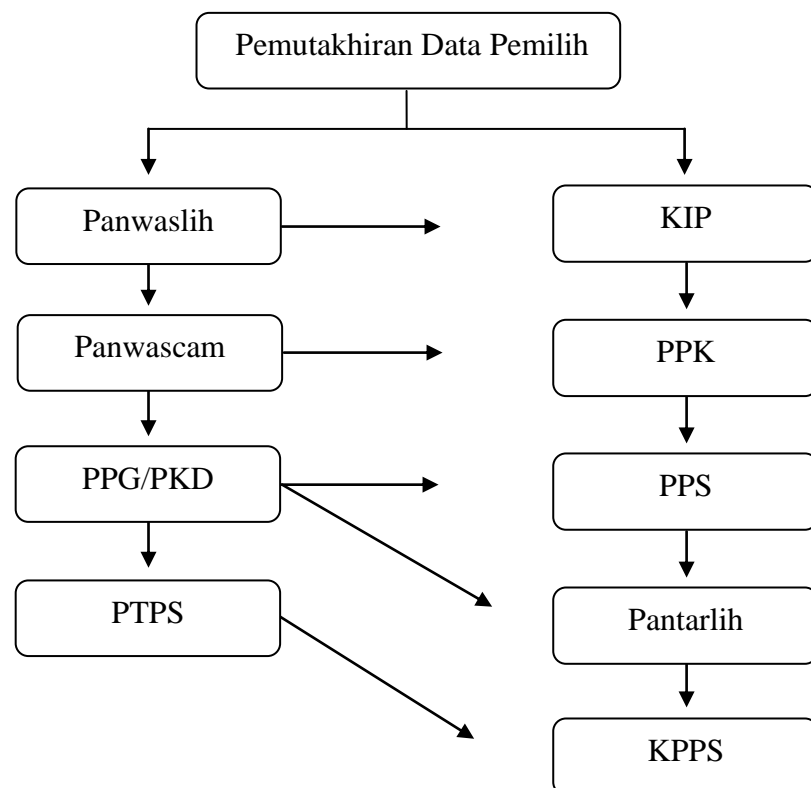 Pemutakhiran Data Pemilih
Panwaslih
KIP
Panwascam
PPK
PPG/PKD
PPS
PTPS
Pantarlih
KPPS